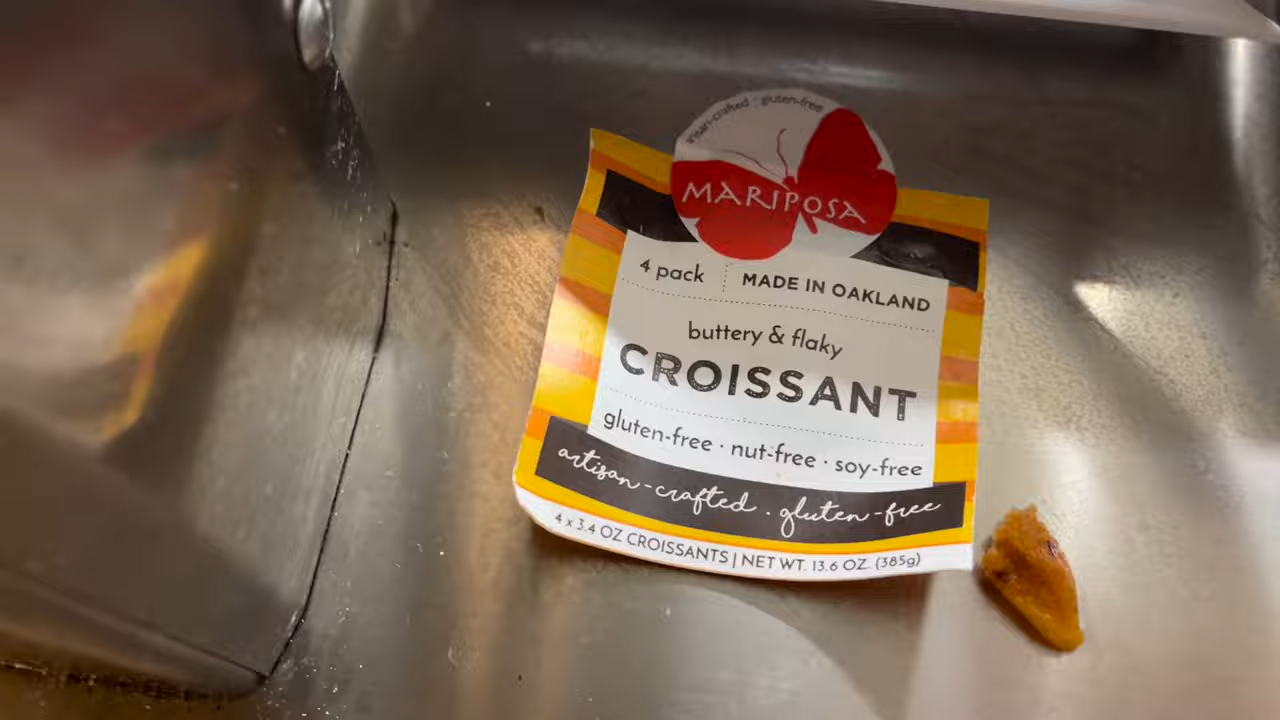 artisan-crafted · gluten-free
MARIPOSA
4 pack
MADE IN OAKLAND
buttery & flaky
CROISSANT
gluten-free · nut-free · soy-free
artisan-crafted . gluten-free
4 x 3.4 OZ CROISSANTS | NET WT. 13.6 OZ. (385g)